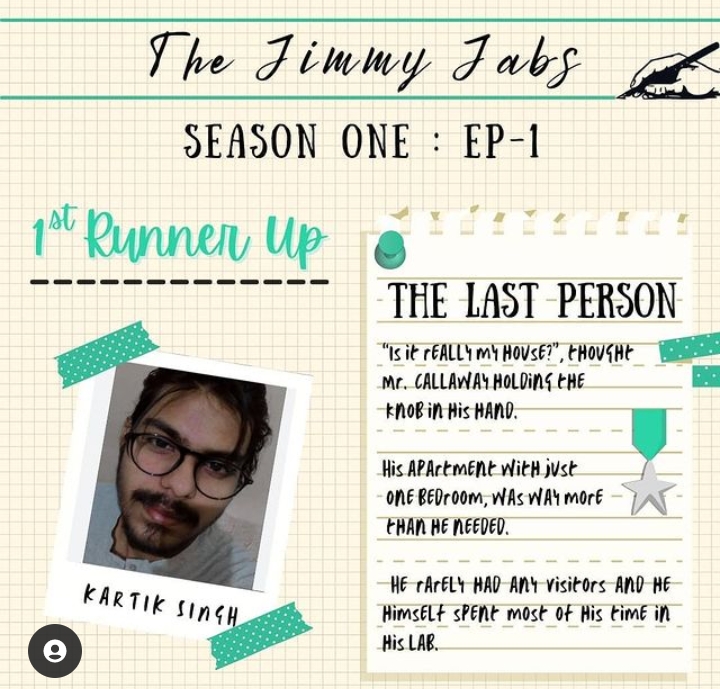 The Jimmy Jabs
SEASON ONE : EP-1
1st Runner Up
KARTIK SINGH
THE LAST PERSON
"Is it rEALLY mY HOUsE?", tHOUGHt
mr. CALLAWAY HOLDING tHE
KNOB in His HAND.
His APArtmENt WitH just
ONE BEDroom, WAs WAY morE
tHAN HE NEEDED.
HE rArELY HAD ANY visitors AND HE
HimsELf sPENt most of His timE in
His LAB.